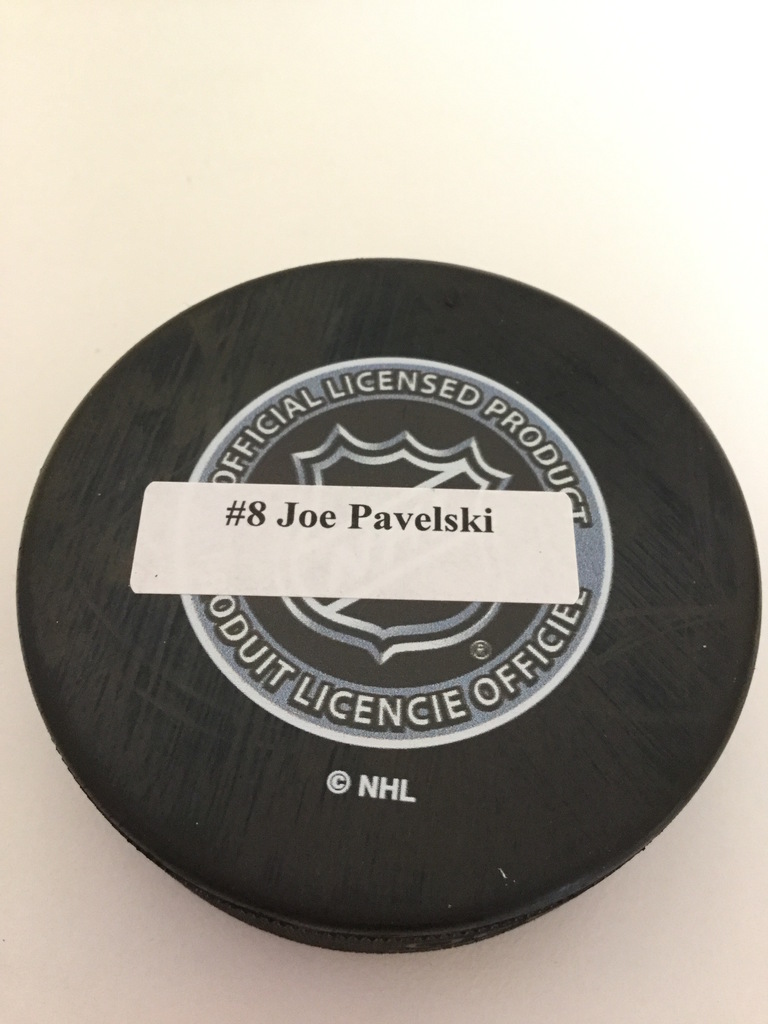 OFFICIAL LICENSED PRODUCT
#8 Joe Pavelski
ODUIT LICENCIE OFFICIEL
®
© NHL